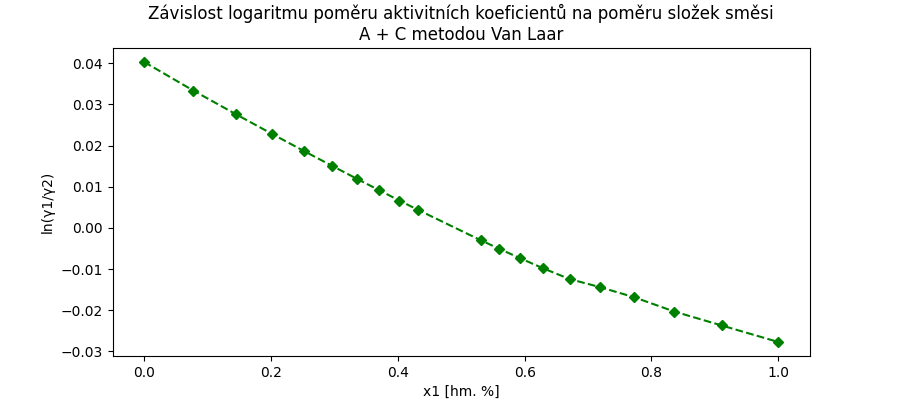 Závislost logaritmu poměru aktivitních koeficientů na poměru složek směsi
A + C metodou Van Laar
0.04
0.03
0.02
0.01
0.00
−0.01
−0.02
−0.03
ln(γ1/γ2)
0.0 0.2 0.4 0.6 0.8 1.0
x1 [hm. %]